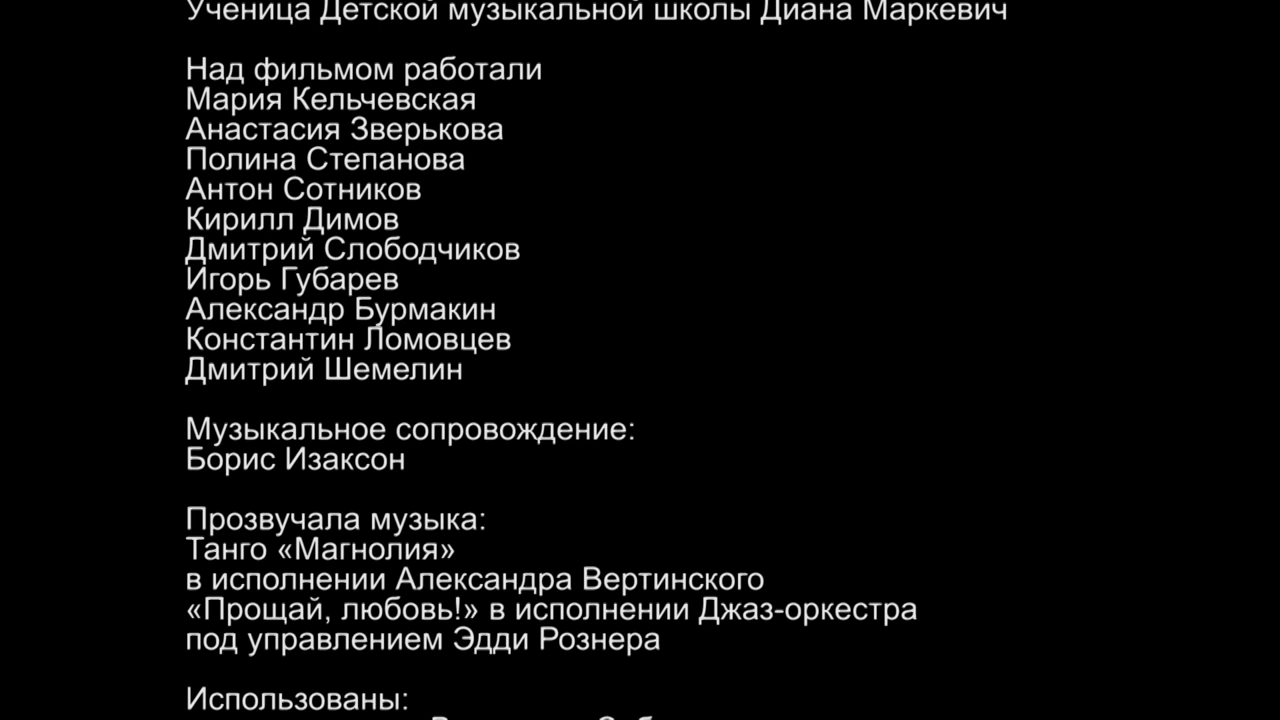 Ученица Детской музыкальной школы Диана Маркевич
Над фильмом работали
Мария Кельчевская
Анастасия Зверькова
Полина Степанова
Антон Сотников
Кирилл Димов
Дмитрий Слободчиков
Игорь Губарев
Александр Бурмакин
Константин Ломовцев
Дмитрий Шемелин
Музыкальное сопровождение:
Борис Изаксон
Прозвучала музыка:
Танго «Магнолия»
в исполнении Александра Вертинского
«Прощай, любовь!» в исполнении Джаз-оркестра
под управлением Эдди Рознера
Использованы: